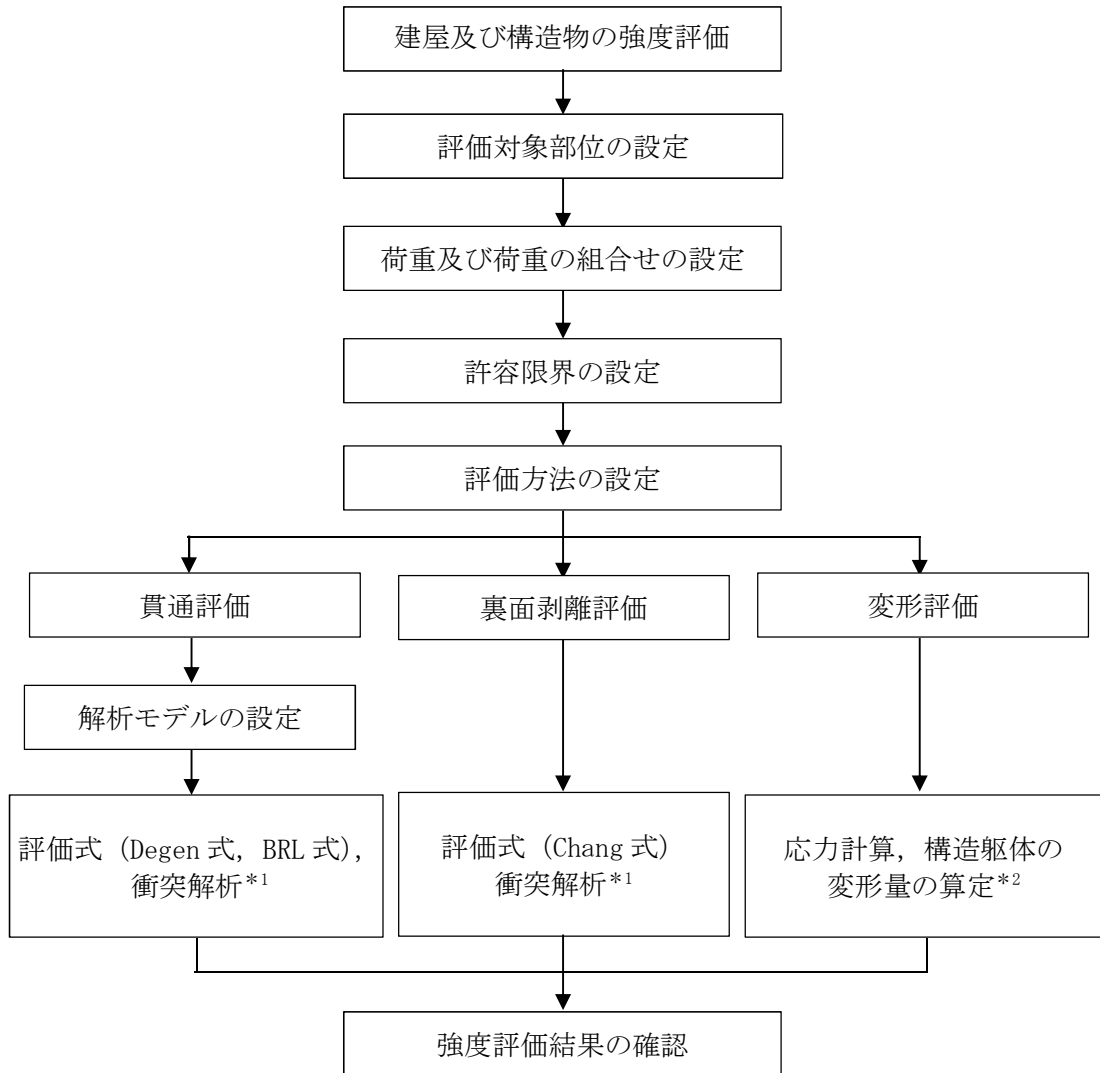 建屋及び構造物の強度評価
評価対象部位の設定
荷重及び荷重の組合せの設定
許容限界の設定
評価方法の設定
貫通評価
裏面剥離評価
変形評価
解析モデルの設定
評価式（Degen 式, BRL 式），
衝突解析*1
評価式（Chang 式）
衝突解析*1
応力計算，構造躯体の
変形量の算定*2
強度評価結果の確認